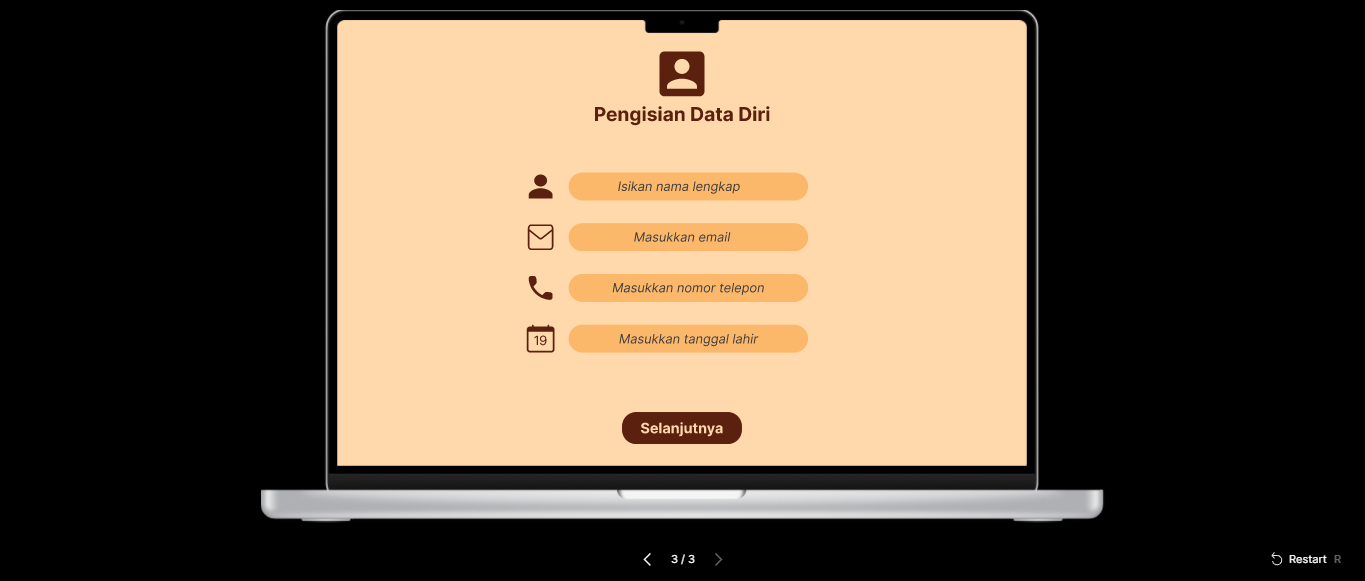 Pengisian Data Diri
Isikan nama lengkap
Masukkan email
Masukkan nomor telepon
19
Masukkan tanggal lahir
Selanjutnya
3 / 3
Restart R